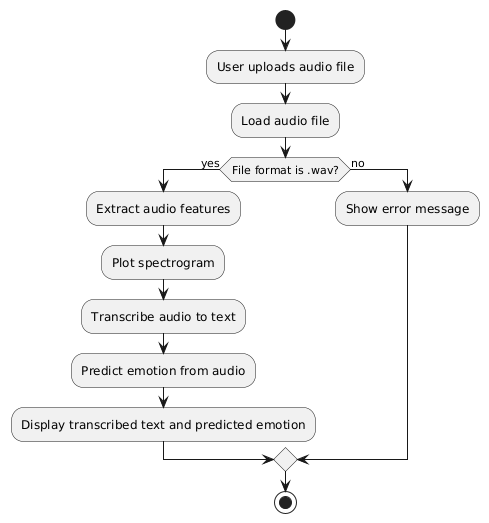 User uploads audio file
Load audio file
File format is .wav?
yes
no
Extract audio features
Show error message
Plot spectrogram
Transcribe audio to text
Predict emotion from audio
Display transcribed text and predicted emotion